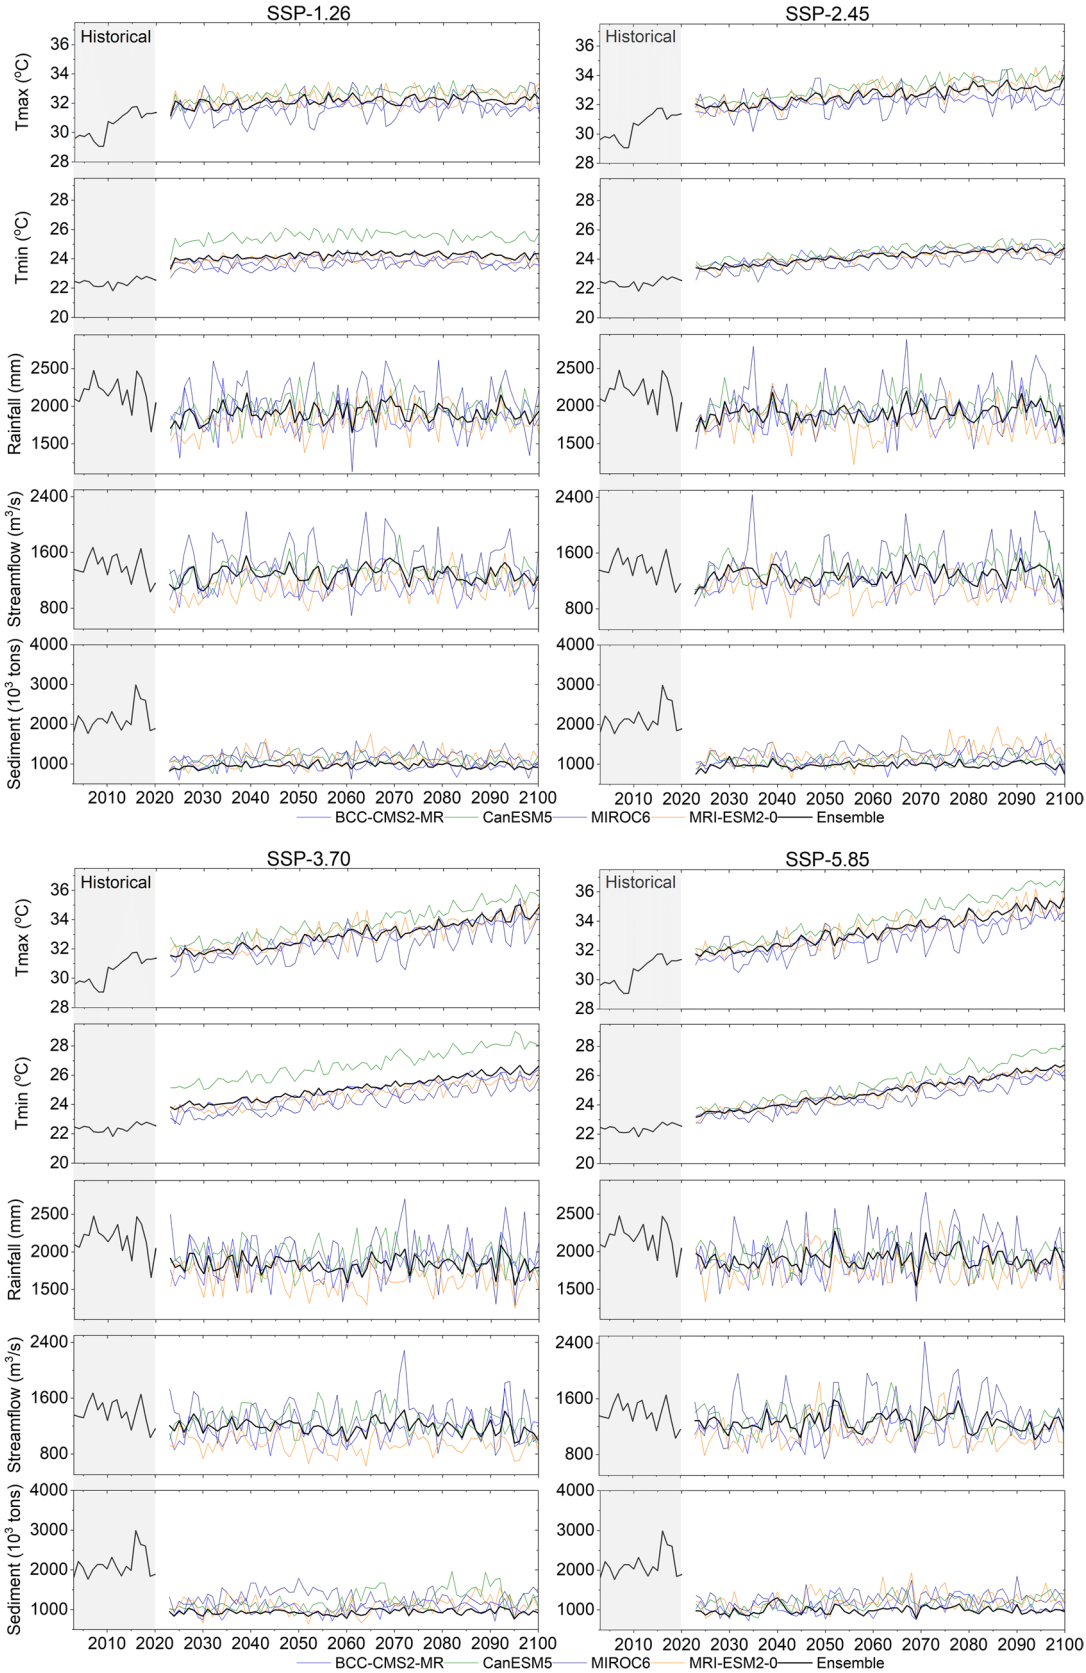 SSP-1.26 SSP-2.45
Historical Historical
Tmax (°C)
36 34 32 30 28
36 34 32 30 28
Tmin (°C)
28 26 24 22 20
28 26 24 22 20
Rainfall (mm)
2500 2000 1500
2500 2000 1500
Streamflow (m³/s)
2400 1600 800
2400 1600 800
Sediment (10³ tons)
4000 3000 2000 1000
4000 3000 2000 1000
2010 2020 2030 2040 2050 2060 2070 2080 2090 2100 2010 2020 2030 2040 2050 2060 2070 2080 2090 2100
BCC-CMS2-MR CanESM5 MIROC6 MRI-ESM2-0 Ensemble
SSP-3.70 SSP-5.85
Historical Historical
Tmax (°C)
36 34 32 30 28
36 34 32 30 28
Tmin (°C)
28 26 24 22 20
28 26 24 22 20
Rainfall (mm)
2500 2000 1500
2500 2000 1500
Streamflow (m³/s)
2400 1600 800
2400 1600 800
Sediment (10³ tons)
4000 3000 2000 1000
4000 3000 2000 1000
2010 2020 2030 2040 2050 2060 2070 2080 2090 2100 2010 2020 2030 2040 2050 2060 2070 2080 2090 2100
BCC-CMS2-MR CanESM5 MIROC6 MRI-ESM2-0 Ensemble